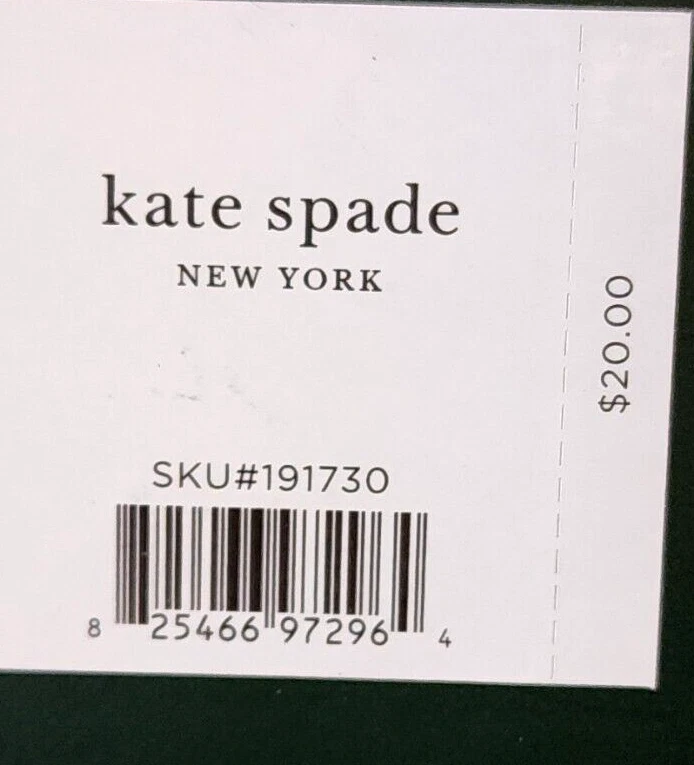 kate spade
NEW YORK
SKU#191730
8 25466 97296 4
$20.00